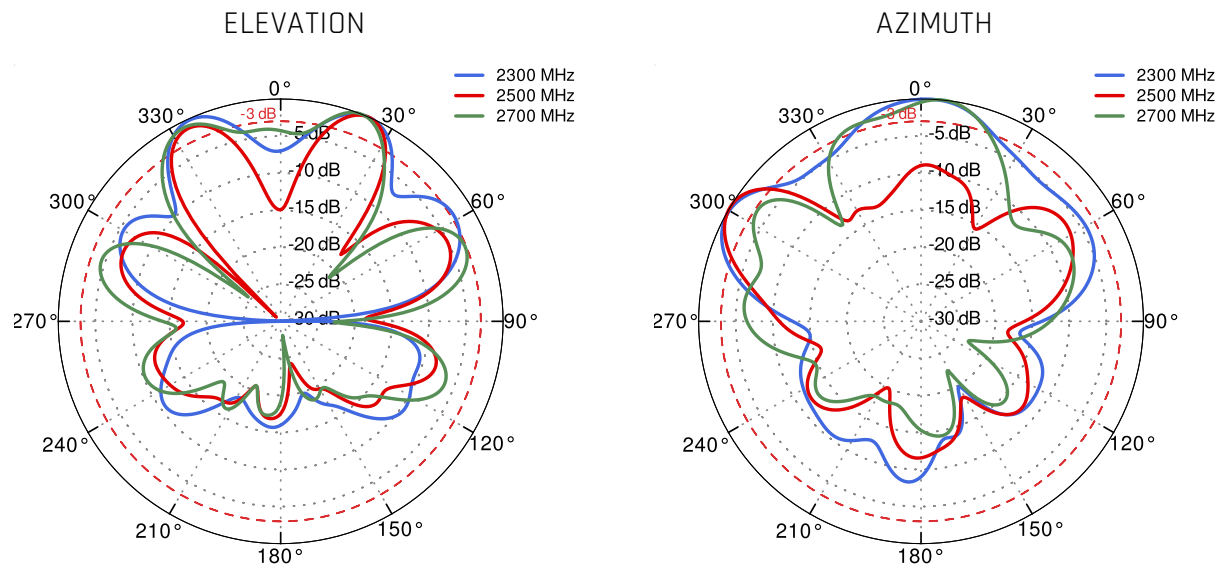 ELEVATION
2300 MHz
2500 MHz
2700 MHz
0°
30°
60°
90°
120°
150°
180°
210°
240°
270°
300°
330°
-3 dB
-5 dB
-10 dB
-15 dB
-20 dB
-25 dB
-30 dB
AZIMUTH
2300 MHz
2500 MHz
2700 MHz
0°
30°
60°
90°
120°
150°
180°
210°
240°
270°
300°
330°
-3 dB
-5 dB
-10 dB
-15 dB
-20 dB
-25 dB
-30 dB